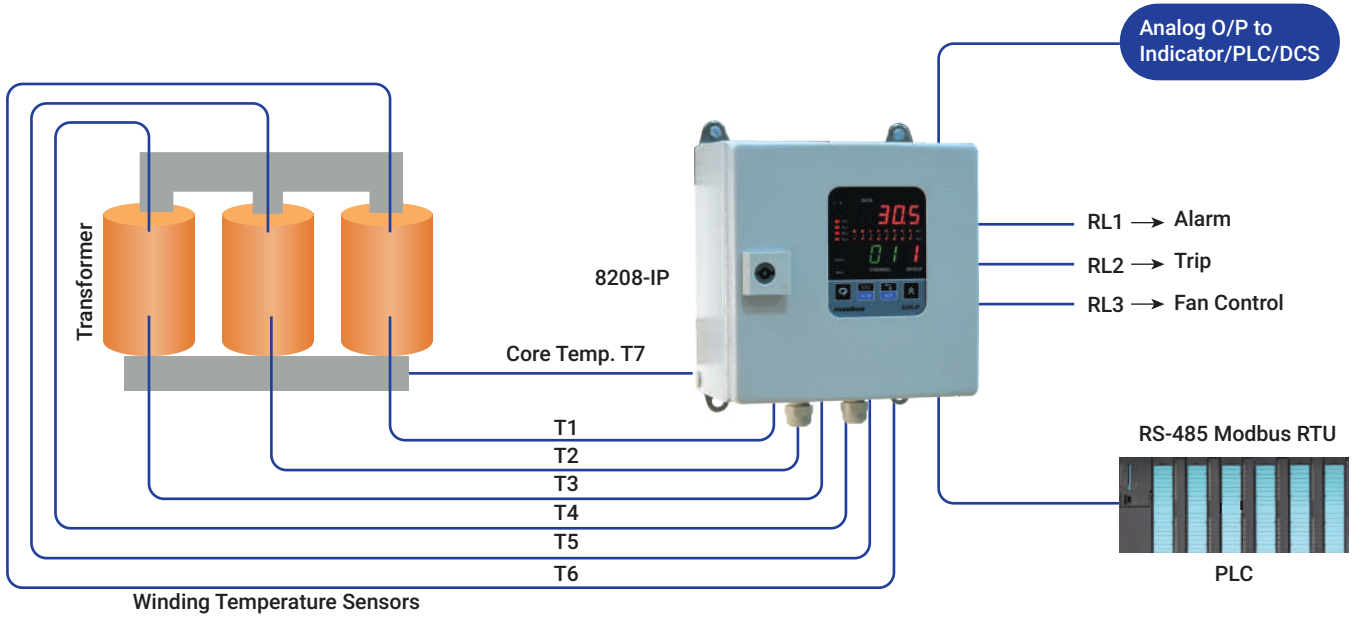 Analog O/P to
Indicator/PLC/DCS
Transformer
8208-IP
30.5
011
CHANNEL
RL1 → Alarm
RL2 → Trip
RL3 → Fan Control
Core Temp. T7
T1
T2
T3
T4
T5
T6
Winding Temperature Sensors
RS-485 Modbus RTU
PLC